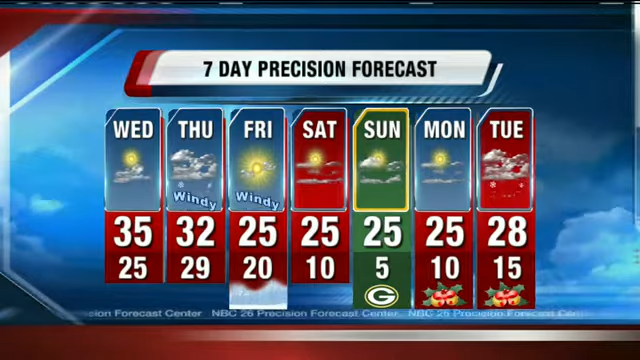 7 DAY PRECISION FORECAST
WED THU FRI SAT SUN MON TUE
Windy Windy
35 32 25 25 25 25 28
25 29 20 10 5 10 15
G
cion Forecast Center NBC 26 Precision Forecast Center NBC 26 Precision Forecast Cen